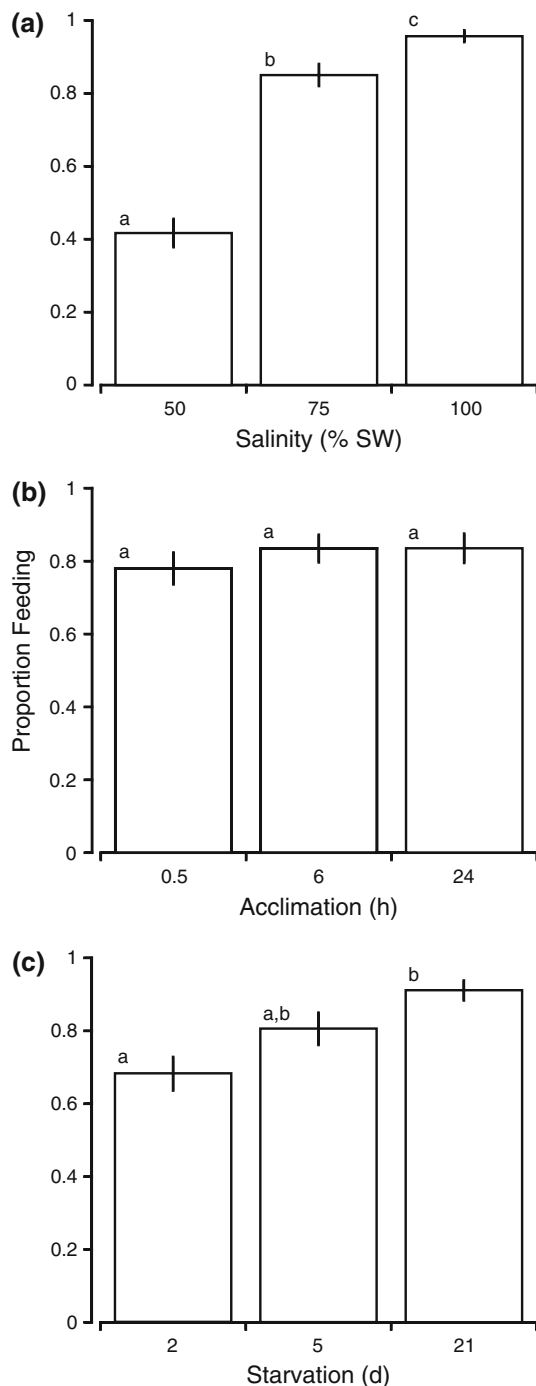 (a)
1
0.8
0.6
0.4
0.2
0
a
b
c
50 75 100
Salinity (% SW)
(b)
Proportion Feeding
1
0.8
0.6
0.4
0.2
0
a a a
0.5 6 24
Acclimation (h)
(c)
1
0.8
0.6
0.4
0.2
0
a
a,b
b
2 5 21
Starvation (d)